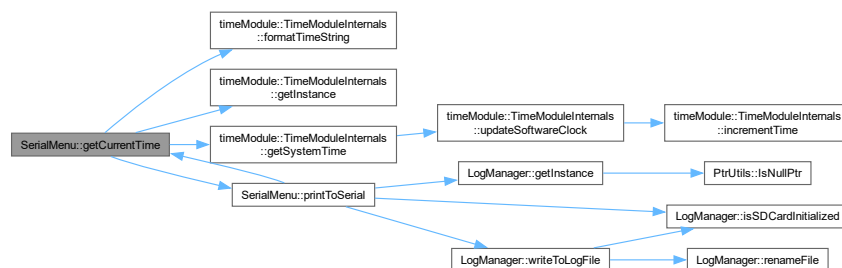 timeModule::TimeModuleInternals
::formatTimeString
timeModule::TimeModuleInternals
::getInstance
SerialMenu::getCurrentTime
timeModule::TimeModuleInternals
::getSystemTime
timeModule::TimeModuleInternals
::updateSoftwareClock
timeModule::TimeModuleInternals
::incrementTime
SerialMenu::printToSerial
LogManager::getInstance
PtrUtils::IsNullPtr
LogManager::isSDCardInitialized
LogManager::writeToLogFile
LogManager::renameFile